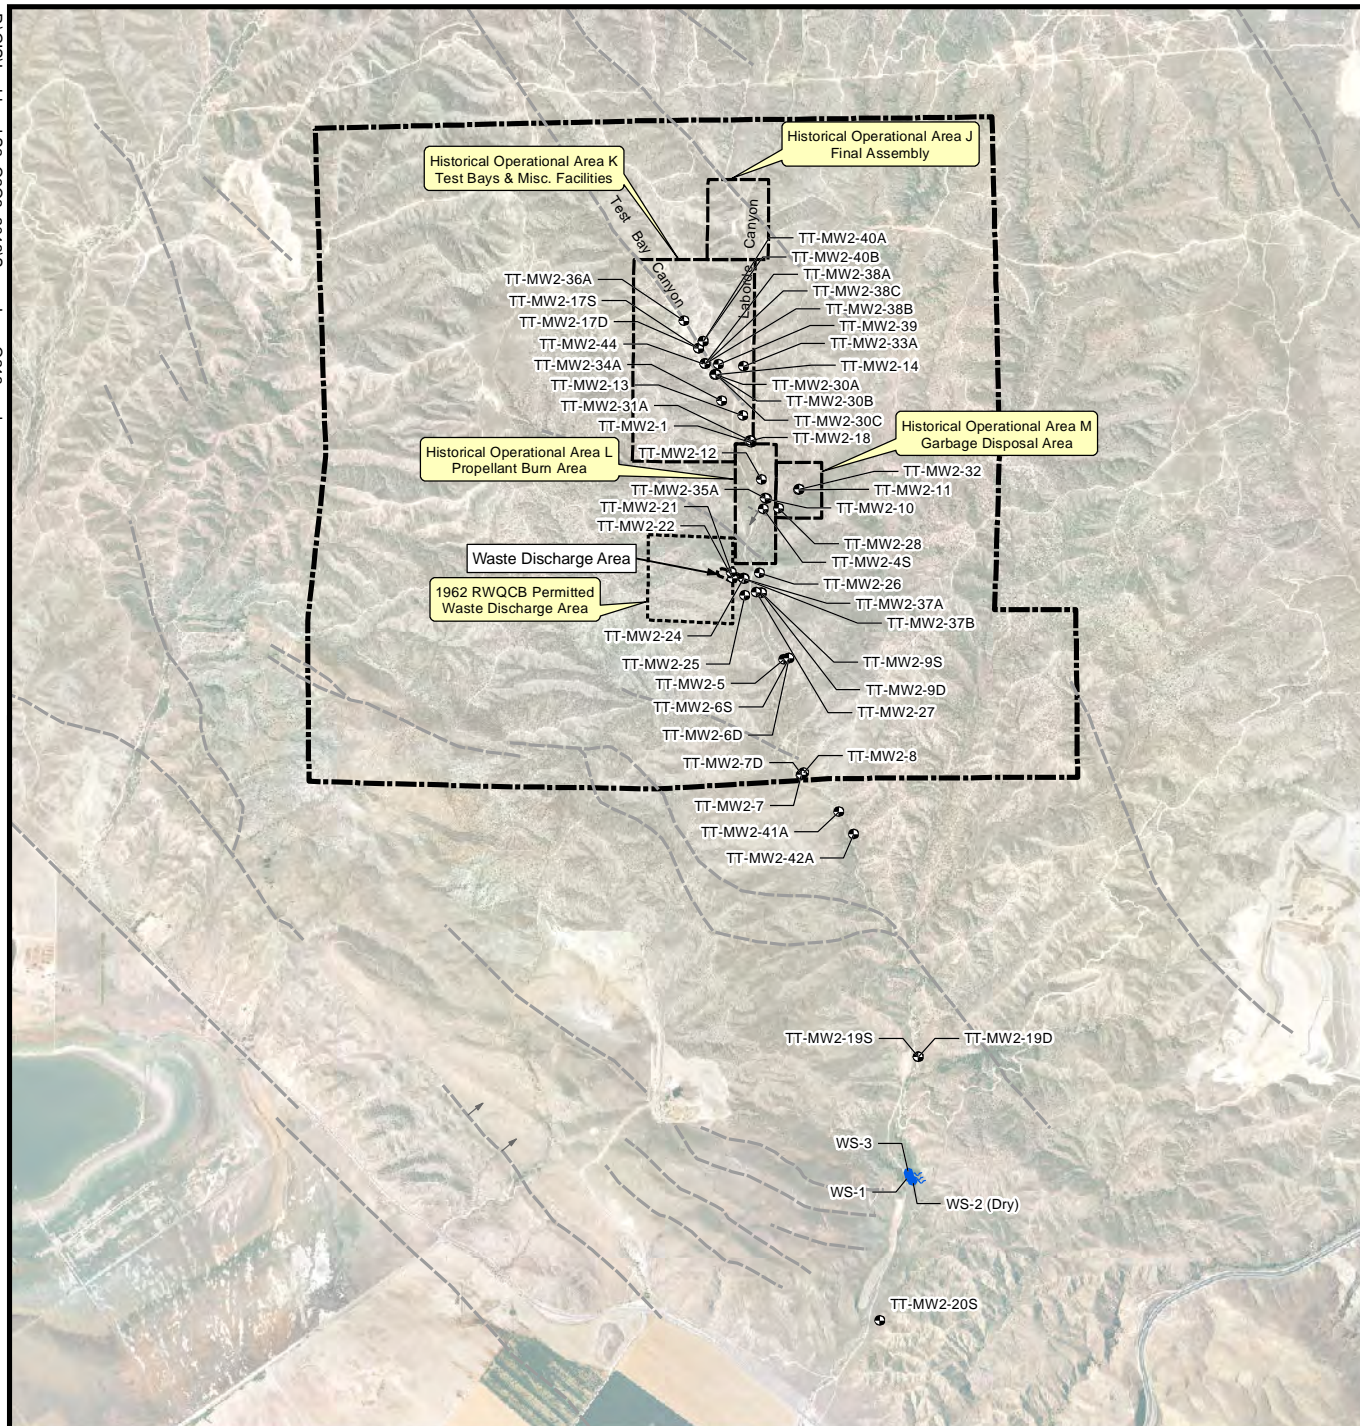 Historical Operational Area J
Final Assembly
Historical Operational Area K
Test Bays & Misc. Facilities
Test Bay Canyon
Laborde Canyon
TT-MW2-40A
TT-MW2-40B
TT-MW2-38A
TT-MW2-38C
TT-MW2-38B
TT-MW2-39
TT-MW2-33A
TT-MW2-14
TT-MW2-30A
TT-MW2-30B
TT-MW2-30C
TT-MW2-18
TT-MW2-36A
TT-MW2-17S
TT-MW2-17D
TT-MW2-44
TT-MW2-34A
TT-MW2-13
TT-MW2-31A
TT-MW2-1
TT-MW2-12
Historical Operational Area M
Garbage Disposal Area
Historical Operational Area L
Propellant Burn Area
TT-MW2-32
TT-MW2-11
TT-MW2-10
TT-MW2-35A
TT-MW2-21
TT-MW2-22
TT-MW2-28
TT-MW2-4S
Waste Discharge Area
TT-MW2-26
1962 RWQCB Permitted
Waste Discharge Area
TT-MW2-37A
TT-MW2-37B
TT-MW2-24
TT-MW2-25
TT-MW2-9S
TT-MW2-5
TT-MW2-9D
TT-MW2-6S
TT-MW2-27
TT-MW2-6D
TT-MW2-8
TT-MW2-7D
TT-MW2-7
TT-MW2-41A
TT-MW2-42A
TT-MW2-19S
TT-MW2-19D
WS-3
WS-1
WS-2 (Dry)
TT-MW2-20S